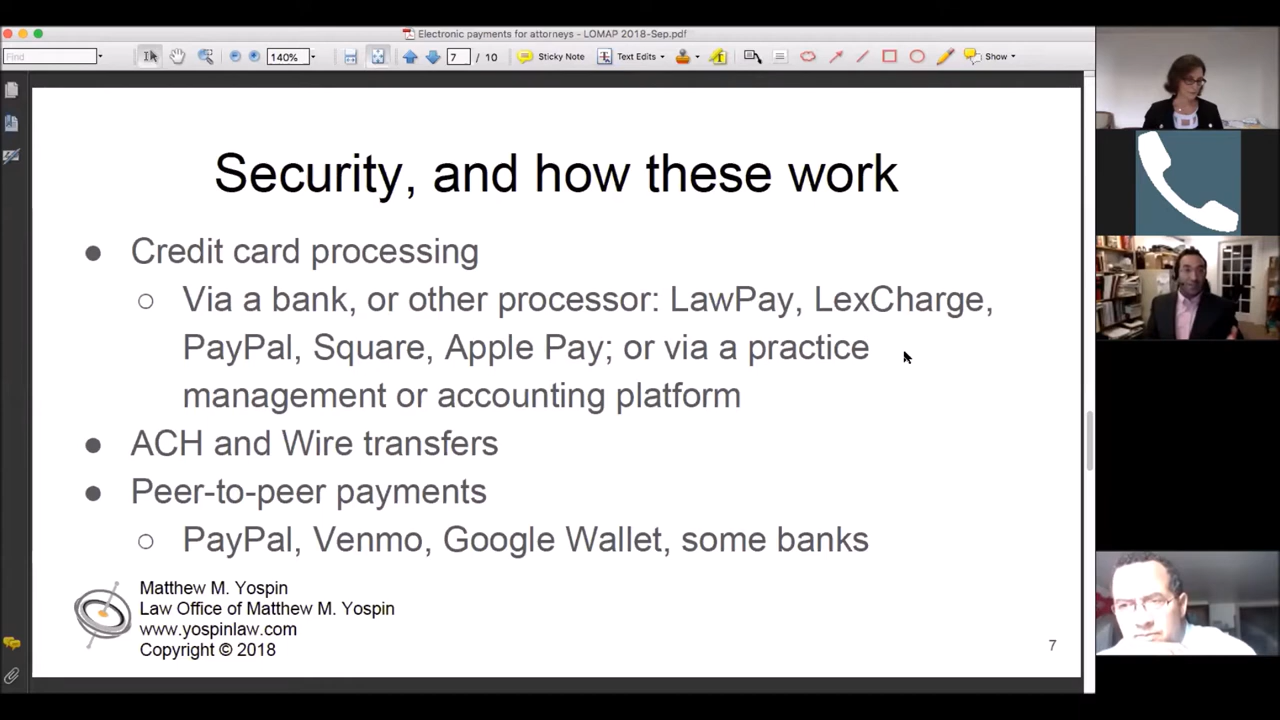 Electronic payments for attorneys - LOMAP 2018-Sep.pdf
Find
140%
7 / 10
Sticky Note
Text Edits
Show
Security, and how these work
● Credit card processing
○ Via a bank, or other processor: LawPay, LexCharge,
PayPal, Square, Apple Pay; or via a practice
management or accounting platform
● ACH and Wire transfers
● Peer-to-peer payments
○ PayPal, Venmo, Google Wallet, some banks
Matthew M. Yospin
Law Office of Matthew M. Yospin
www.yospinlaw.com
Copyright © 2018
7